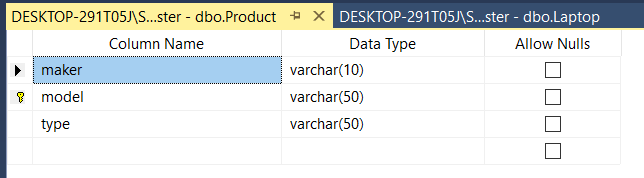 DESKTOP-291T05J\S...ster - dbo.Product DESKTOP-291T05J\S...ster - dbo.Laptop
Column Name Data Type Allow Nulls
maker varchar(10)
model varchar(50)
type varchar(50)